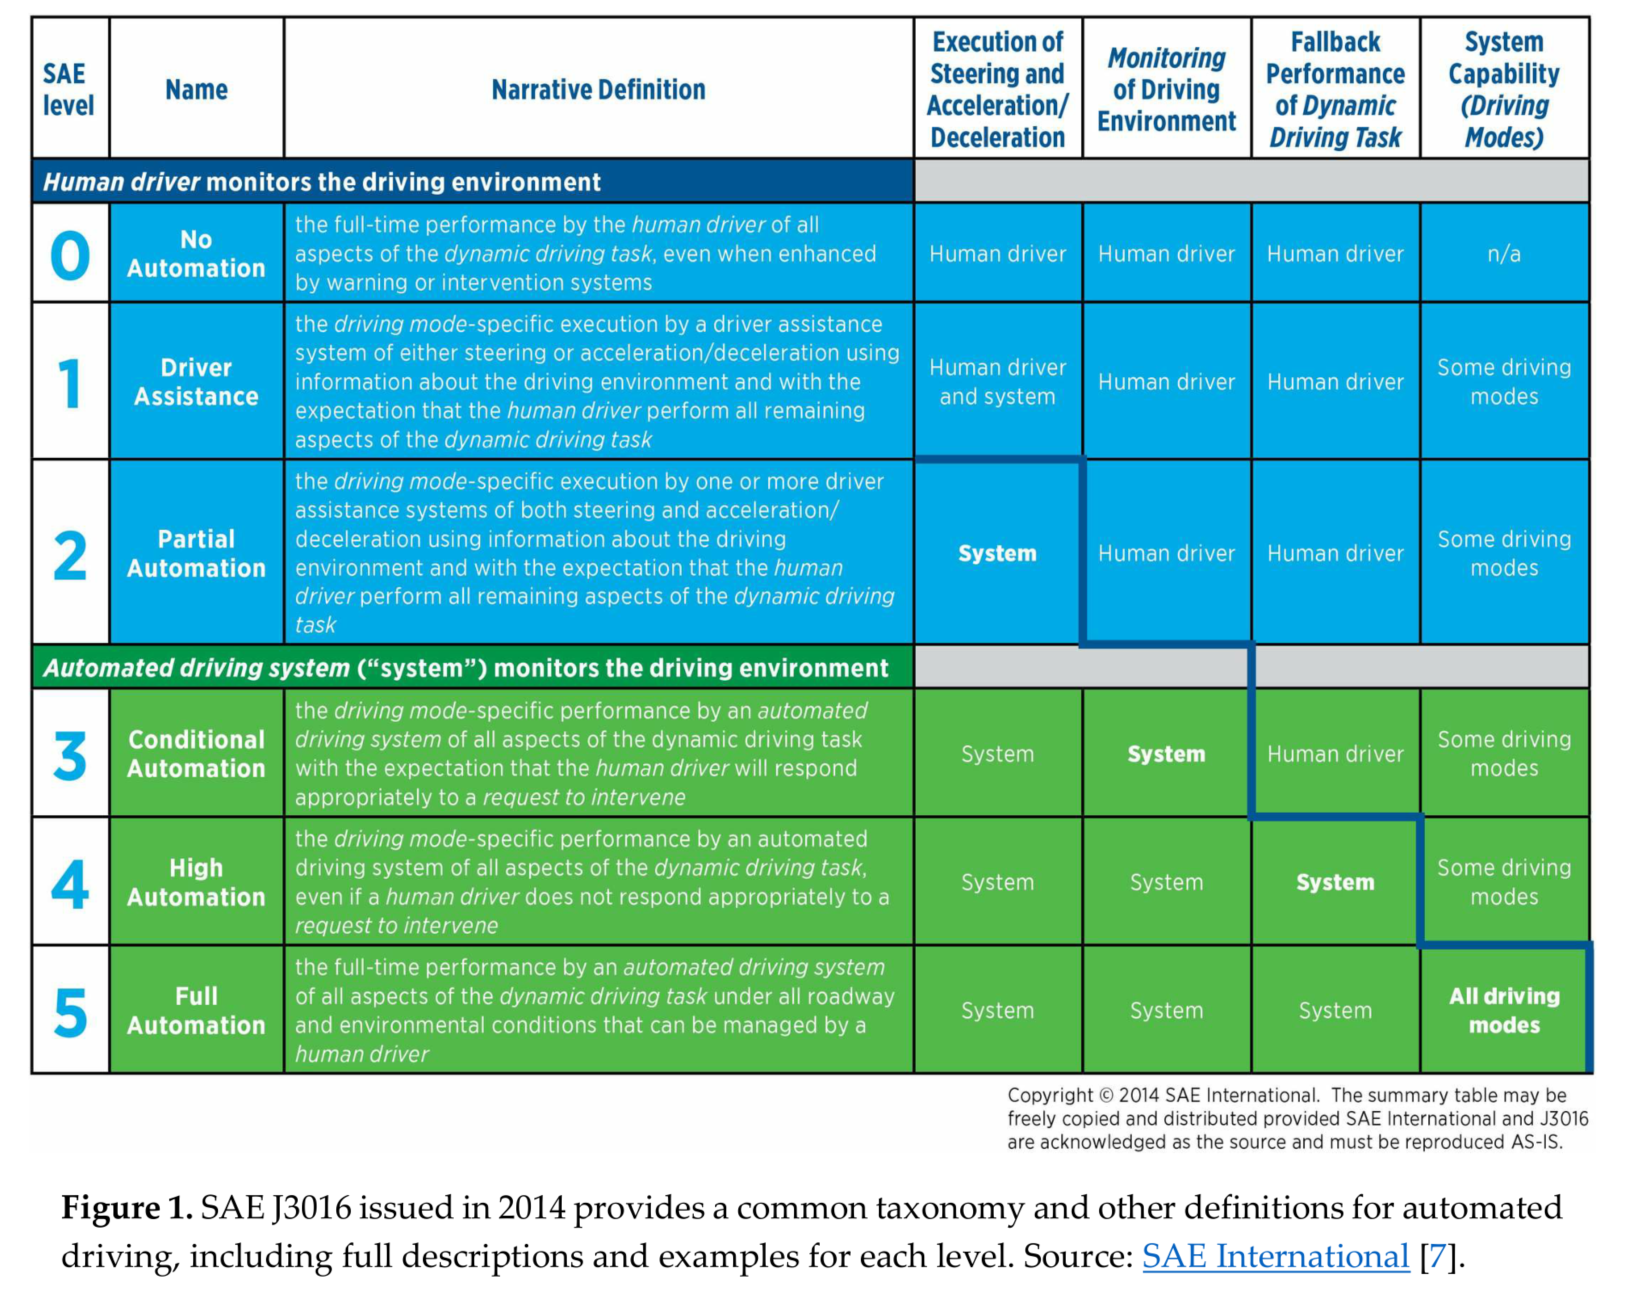 SAE level
Name
Narrative Definition
Execution of Steering and Acceleration/ Deceleration
Monitoring of Driving Environment
Fallback Performance of Dynamic Driving Task
System Capability (Driving Modes)
Human driver monitors the driving environment
0
No Automation
the full-time performance by the human driver of all
aspects of the dynamic driving task, even when enhanced
by warning or intervention systems
Human driver
Human driver
Human driver
n/a
1
Driver Assistance
the driving mode-specific execution by a driver assistance
system of either steering or acceleration/deceleration using
information about the driving environment and with the
expectation that the human driver perform all remaining
aspects of the dynamic driving task
Human driver and system
Human driver
Human driver
Some driving modes
2
Partial Automation
the driving mode-specific execution by one or more driver
assistance systems of both steering and acceleration/
deceleration using information about the driving
environment and with the expectation that the human
driver perform all remaining aspects of the dynamic driving
task
System
Human driver
Human driver
Some driving modes
Automated driving system (“system”) monitors the driving environment
3
Conditional Automation
the driving mode-specific performance by an automated
driving system of all aspects of the dynamic driving task
with the expectation that the human driver will respond
appropriately to a request to intervene
System
System
Human driver
Some driving modes
4
High Automation
the driving mode-specific performance by an automated
driving system of all aspects of the dynamic driving task,
even if a human driver does not respond appropriately to a
request to intervene
System
System
System
Some driving modes
5
Full Automation
the full-time performance by an automated driving system
of all aspects of the dynamic driving task under all roadway
and environmental conditions that can be managed by a
human driver
System
System
System
All driving modes
Copyright © 2014 SAE International. The summary table may be
freely copied and distributed provided SAE International and J3016
are acknowledged as the source and must be reproduced AS-IS.
Figure 1. SAE J3016 issued in 2014 provides a common taxonomy and other definitions for automated
driving, including full descriptions and examples for each level. Source: SAE International [7].